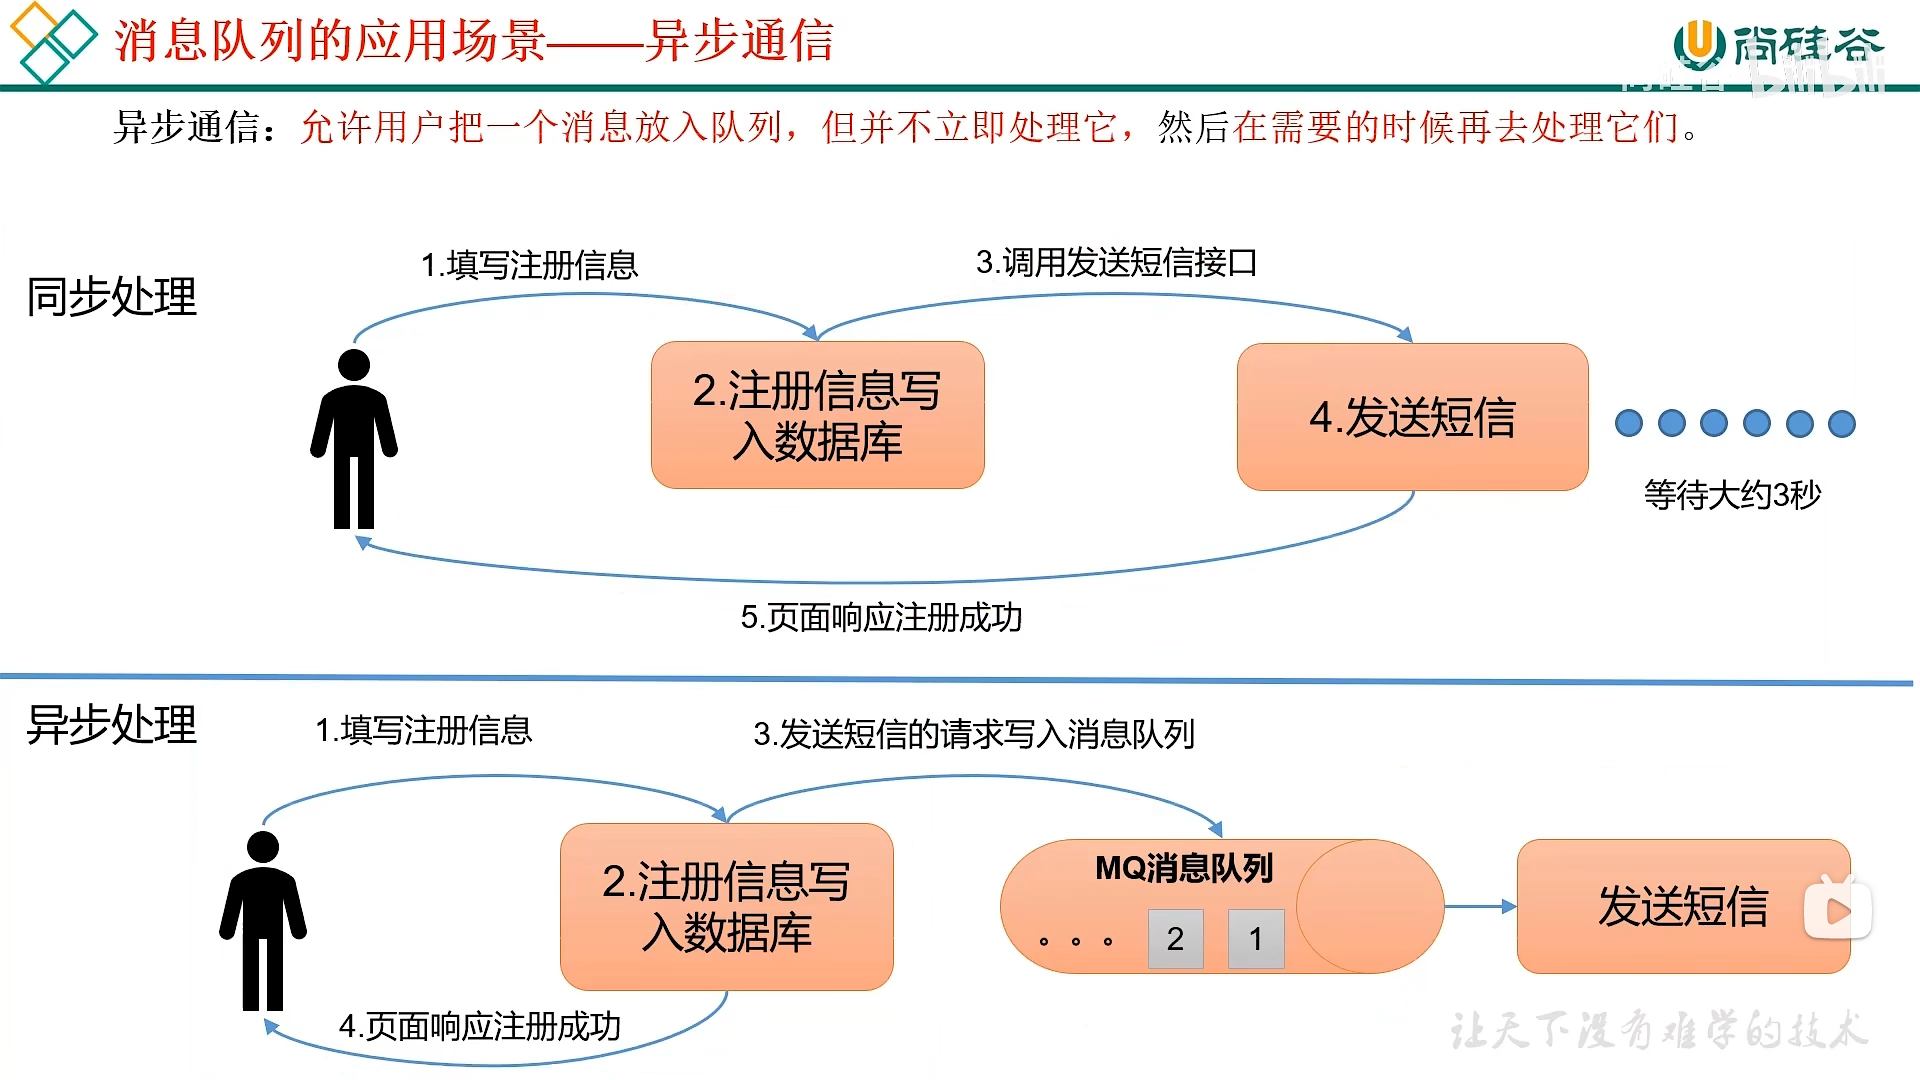 消息队列的应用场景——异步通信
尚硅谷
bilibili
异步通信：允许用户把一个消息放入队列，但并不立即处理它，然后在需要的时候再去处理它们。
同步处理
1.填写注册信息
3.调用发送短信接口
2.注册信息写
入数据库
4.发送短信
等待大约3秒
5.页面响应注册成功
异步处理
1.填写注册信息
3.发送短信的请求写入消息队列
2.注册信息写
入数据库
MQ消息队列
。。。 2 1
发送短信
4.页面响应注册成功
让天下没有难学的技术